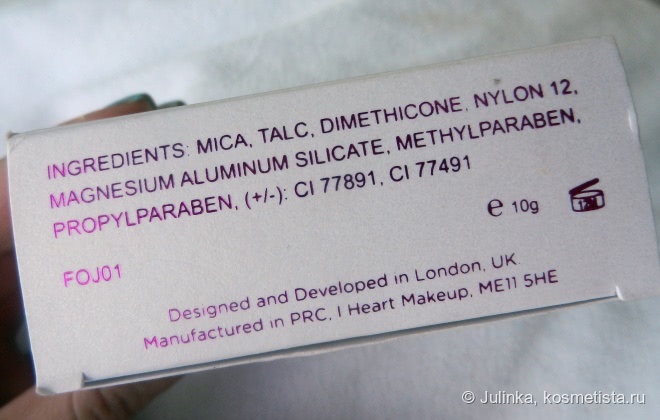 INGREDIENTS: MICA, TALC, DIMETHICONE, NYLON 12,
MAGNESIUM ALUMINUM SILICATE, METHYLPARABEN,
PROPYLPARABEN, (+/-): CI 77891, CI 77491
e 10g 12M
FOJ01
Designed and Developed in London, UK.
Manufactured in PRC, I Heart Makeup, ME11 5HE
© Julinka, kosmetista.ru